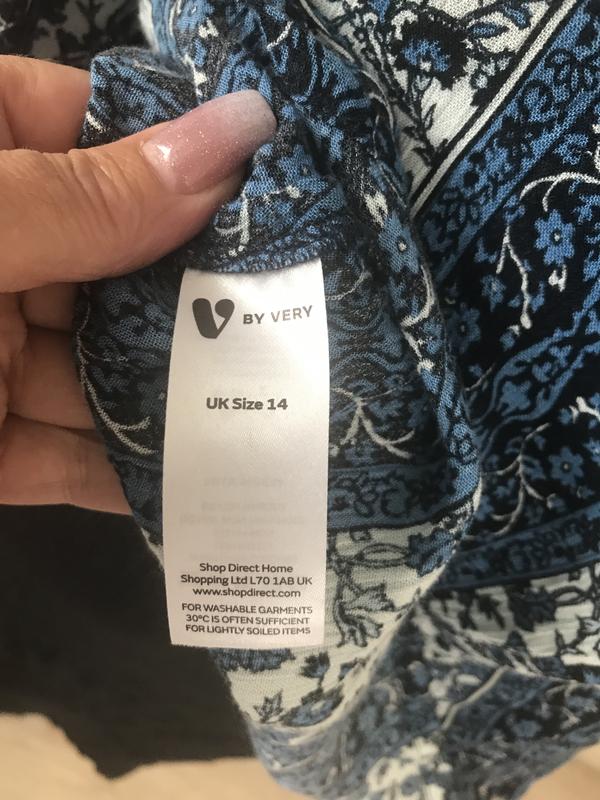 V BY VERY
UK Size 14
Shop Direct Home
Shopping Ltd L70 1AB UK
www.shopdirect.com
FOR WASHABLE GARMENTS
30°C IS OFTEN SUFFICIENT
FOR LIGHTLY SOILED ITEMS